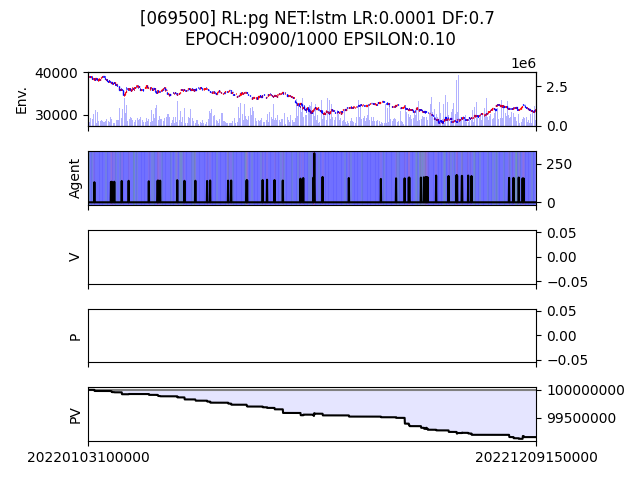 [069500] RL:pg NET:lstm LR:0.0001 DF:0.7
EPOCH:0900/1000 EPSILON:0.10
1e6
40000
30000
Env.
2.5
0.0
Agent
250
0
V
0.05
0.00
−0.05
P
0.05
0.00
−0.05
PV
100000000
99500000
20220103100000
20221209150000